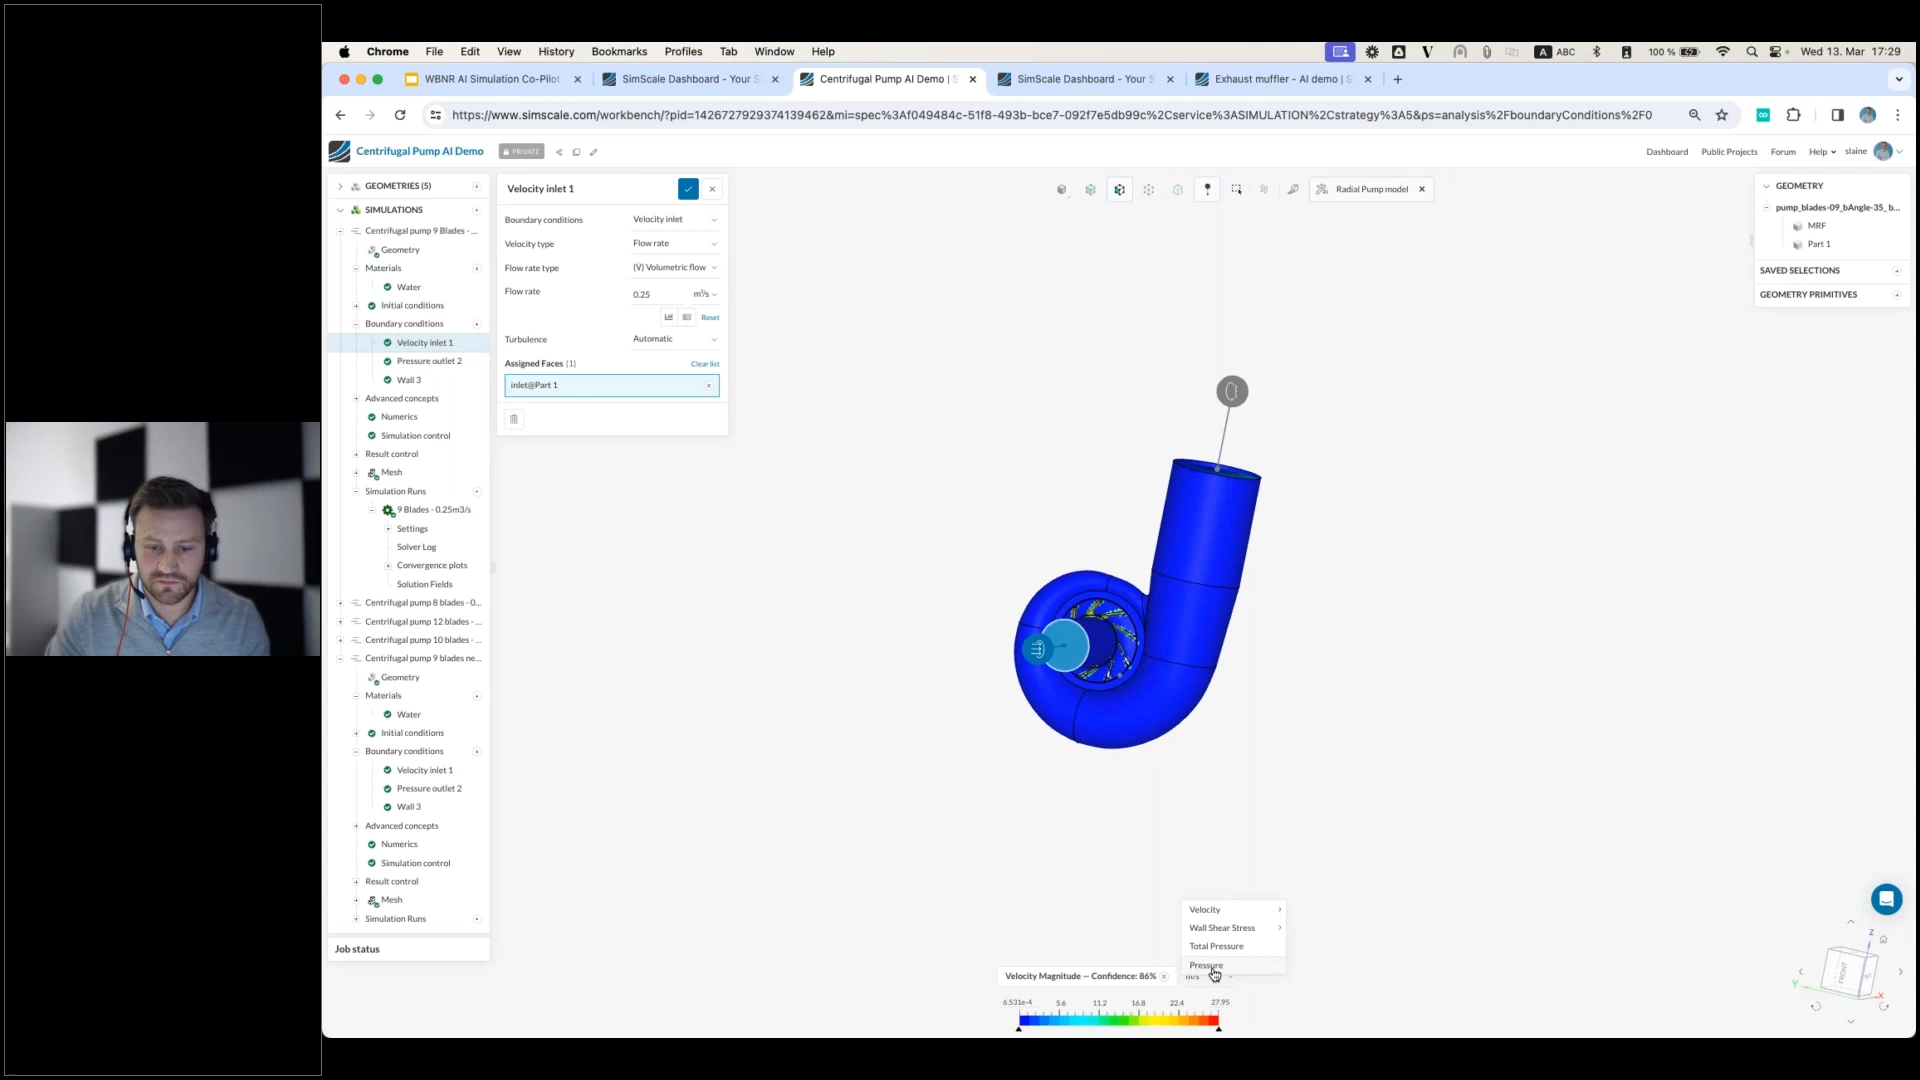 Chrome File Edit View History Bookmarks Profiles Tab Window Help
V A ABC 100 % Wed 13. Mar 17:29
WBNR AI Simulation Co-Pilot
SimScale Dashboard - Your S
Centrifugal Pump AI Demo | S
SimScale Dashboard - Your S
Exhaust muffler - AI demo | S
https://www.simscale.com/workbench/?pid=1426727929374139462&mi=spec%3Af049484c-51f8-493b-bce7-092f7e5db99c%2Cservice%3ASIMULATION%2Cstrategy%3A5&ps=analysis%2FboundaryConditions%2F0
Centrifugal Pump AI Demo PRIVATE
Dashboard Public Projects Forum Help slaine
GEOMETRIES (5)
SIMULATIONS
Centrifugal pump 9 Blades - ...
Geometry
Materials
Water
Initial conditions
Boundary conditions
Velocity inlet 1
Pressure outlet 2
Wall 3
Advanced concepts
Numerics
Simulation control
Result control
Mesh
Simulation Runs
9 Blades - 0.25m3/s
Settings
Solver Log
Convergence plots
Solution Fields
Centrifugal pump 8 blades - 0...
Centrifugal pump 12 blades - ...
Centrifugal pump 10 blades - ...
Centrifugal pump 9 blades ne...
Geometry
Materials
Water
Initial conditions
Boundary conditions
Velocity inlet 1
Pressure outlet 2
Wall 3
Advanced concepts
Numerics
Simulation control
Result control
Mesh
Simulation Runs
Job status
Velocity inlet 1
Boundary conditions Velocity inlet
Velocity type Flow rate
Flow rate type (V̇) Volumetric flow
Flow rate 0.25 m³/s
Reset
Turbulence Automatic
Assigned Faces (1) Clear list
inlet@Part 1
Radial Pump model
GEOMETRY
pump_blades-09_bAngle-35_b...
MRF
Part 1
SAVED SELECTIONS
GEOMETRY PRIMITIVES
Velocity
Wall Shear Stress
Total Pressure
Pressure
Velocity Magnitude — Confidence: 86% m/s
6.531e-4 5.6 11.2 16.8 22.4 27.95
Z
FRONT
Y
X